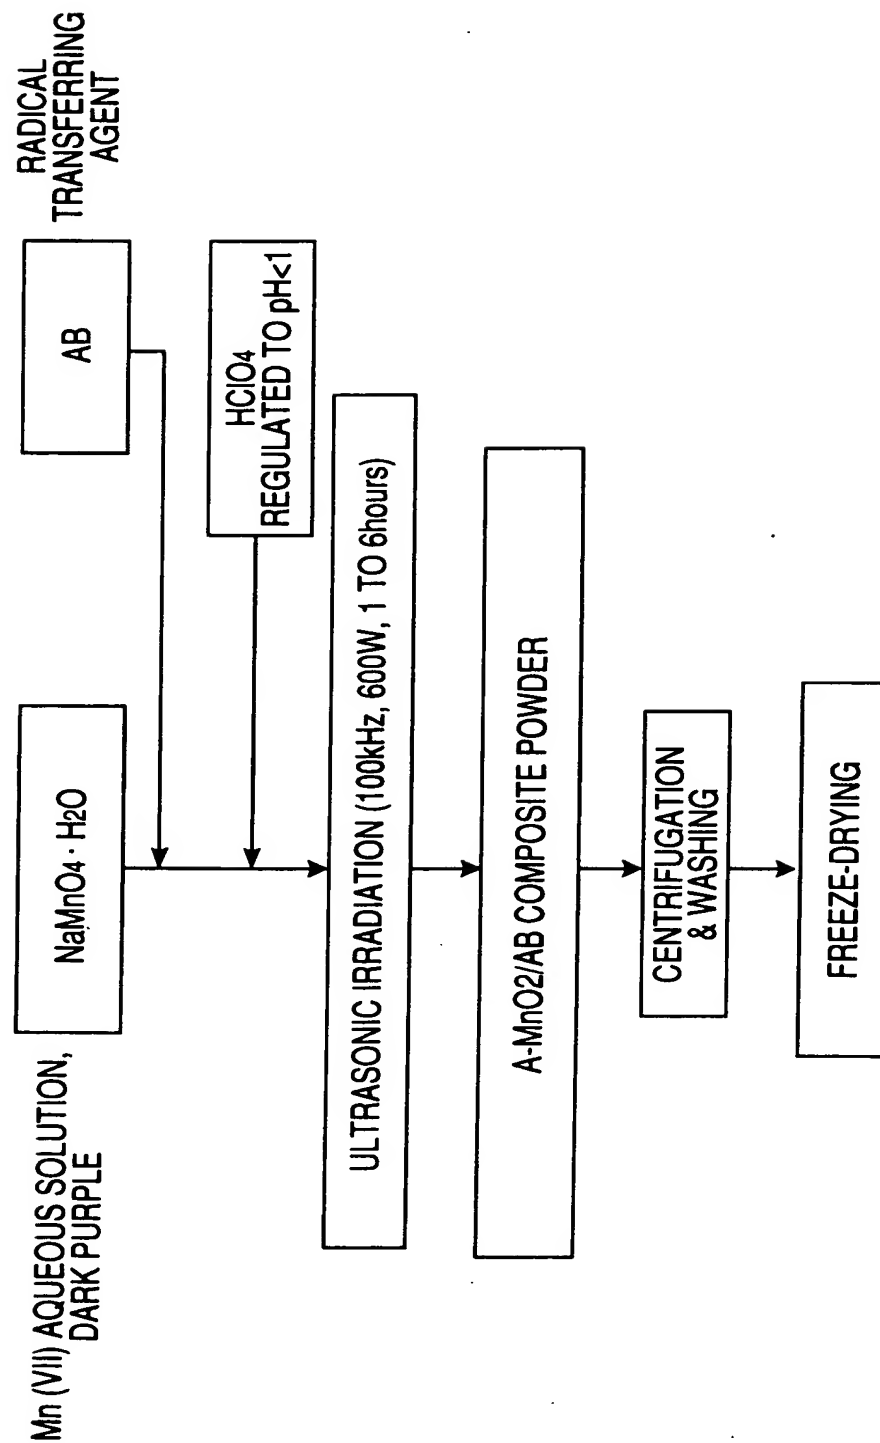 Mn (VII) AQUEOUS SOLUTION,
DARK PURPLE
NaMnO4 · H2O
AB
RADICAL
TRANSFERRING
AGENT
HClO4
REGULATED TO pH<1
ULTRASONIC IRRADIATION (100kHz, 600W, 1 TO 6hours)
A-MnO2/AB COMPOSITE POWDER
CENTRIFUGATION
& WASHING
FREEZE-DRYING